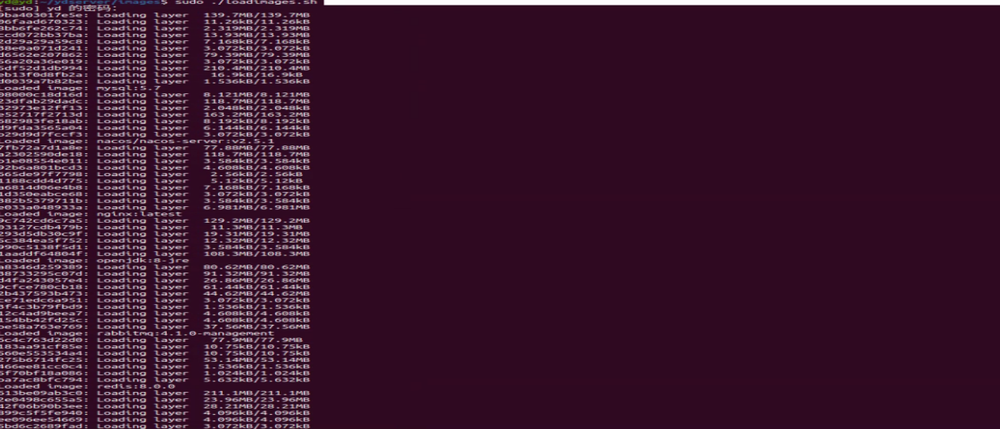 yd@yd:~/ydserver/images$ sudo ./loadimages.sh
[sudo] yd 的密码:
9ba403017e5e: Loading layer 139.7MB/139.7MB
96faad670323: Loading layer 11.26kB/11.26kB
8bb6fe262c74: Loading layer 2.319MB/2.319MB
ccd072bb37ba: Loading layer 13.93MB/13.93MB
2d29a29a59c8: Loading layer 7.168kB/7.168kB
38e0a071d241: Loading layer 3.072kB/3.072kB
d6562e207862: Loading layer 79.39MB/79.39MB
56a20a36e019: Loading layer 3.072kB/3.072kB
5df52d1db994: Loading layer 210.4MB/210.4MB
eb13f0d8fb2a: Loading layer 16.9kB/16.9kB
d0039a7b82be: Loading layer 1.536kB/1.536kB
Loaded image: mysql:5.7
08000c18d16d: Loading layer 8.121MB/8.121MB
23dfab29dadc: Loading layer 118.7MB/118.7MB
32973e12ff13: Loading layer 2.048kB/2.048kB
e52717f2713d: Loading layer 163.2MB/163.2MB
682983fe18ab: Loading layer 8.192kB/8.192kB
d9fda3565a04: Loading layer 6.144kB/6.144kB
b29d9d7fccf3: Loading layer 3.072kB/3.072kB
Loaded image: nacos/nacos-server:v2.5.1
7fb72a7d1a8e: Loading layer 77.88MB/77.88MB
a2302590de18: Loading layer 118.7MB/118.7MB
b1e08554e011: Loading layer 3.584kB/3.584kB
92b6a801bcd3: Loading layer 4.608kB/4.608kB
665de97f7798: Loading layer 2.56kB/2.56kB
1188cdd4d775: Loading layer 5.12kB/5.12kB
a6814d06e4b8: Loading layer 7.168kB/7.168kB
1d350eabce68: Loading layer 3.072kB/3.072kB
382b5379711b: Loading layer 3.584kB/3.584kB
e033a048933a: Loading layer 6.981MB/6.981MB
Loaded image: nginx:latest
9c742cd6c7a5: Loading layer 129.2MB/129.2MB
03127cdb479b: Loading layer 11.3MB/11.3MB
293d5db30c9f: Loading layer 19.31MB/19.31MB
5c384ea5f752: Loading layer 12.32MB/12.32MB
990c5138f5d1: Loading layer 3.584kB/3.584kB
1aaddf64804f: Loading layer 108.3MB/108.3MB
Loaded image: openjdk:8-jre
a8346d259389: Loading layer 80.62MB/80.62MB
38733295c07d: Loading layer 91.32MB/91.32MB
d4fa243057e4: Loading layer 26.86MB/26.86MB
9cfce780cb18: Loading layer 61.44kB/61.44kB
2b437593b473: Loading layer 44.62MB/44.62MB
ce71edc6a951: Loading layer 3.072kB/3.072kB
3f4c3b79fbd9: Loading layer 1.536kB/1.536kB
12c4ad9beea7: Loading layer 4.608kB/4.608kB
154bb42fd25c: Loading layer 4.608kB/4.608kB
be58a763e769: Loading layer 37.56MB/37.56MB
Loaded image: rabbitmq:4.1.0-management
6c4c763d22d0: Loading layer 77.9MB/77.9MB
183aa91cf85e: Loading layer 10.75kB/10.75kB
560e553534a4: Loading layer 10.75kB/10.75kB
275b6714fc25: Loading layer 53.14MB/53.14MB
466ee81cc0c4: Loading layer 1.536kB/1.536kB
5f70bf18a086: Loading layer 1.024kB/1.024kB
ba7ac8bfc794: Loading layer 5.632kB/5.632kB
Loaded image: redis:8.0.0
613be09ab3c0: Loading layer 211.1MB/211.1MB
2e0498c655a5: Loading layer 23.96MB/23.96MB
42f06b90b3ee: Loading layer 28.21MB/28.21MB
399c5f5fe940: Loading layer 4.096kB/4.096kB
ee096ee54669: Loading layer 4.096kB/4.096kB
5bd6c2689fad: Loading layer 3.072kB/3.072kB